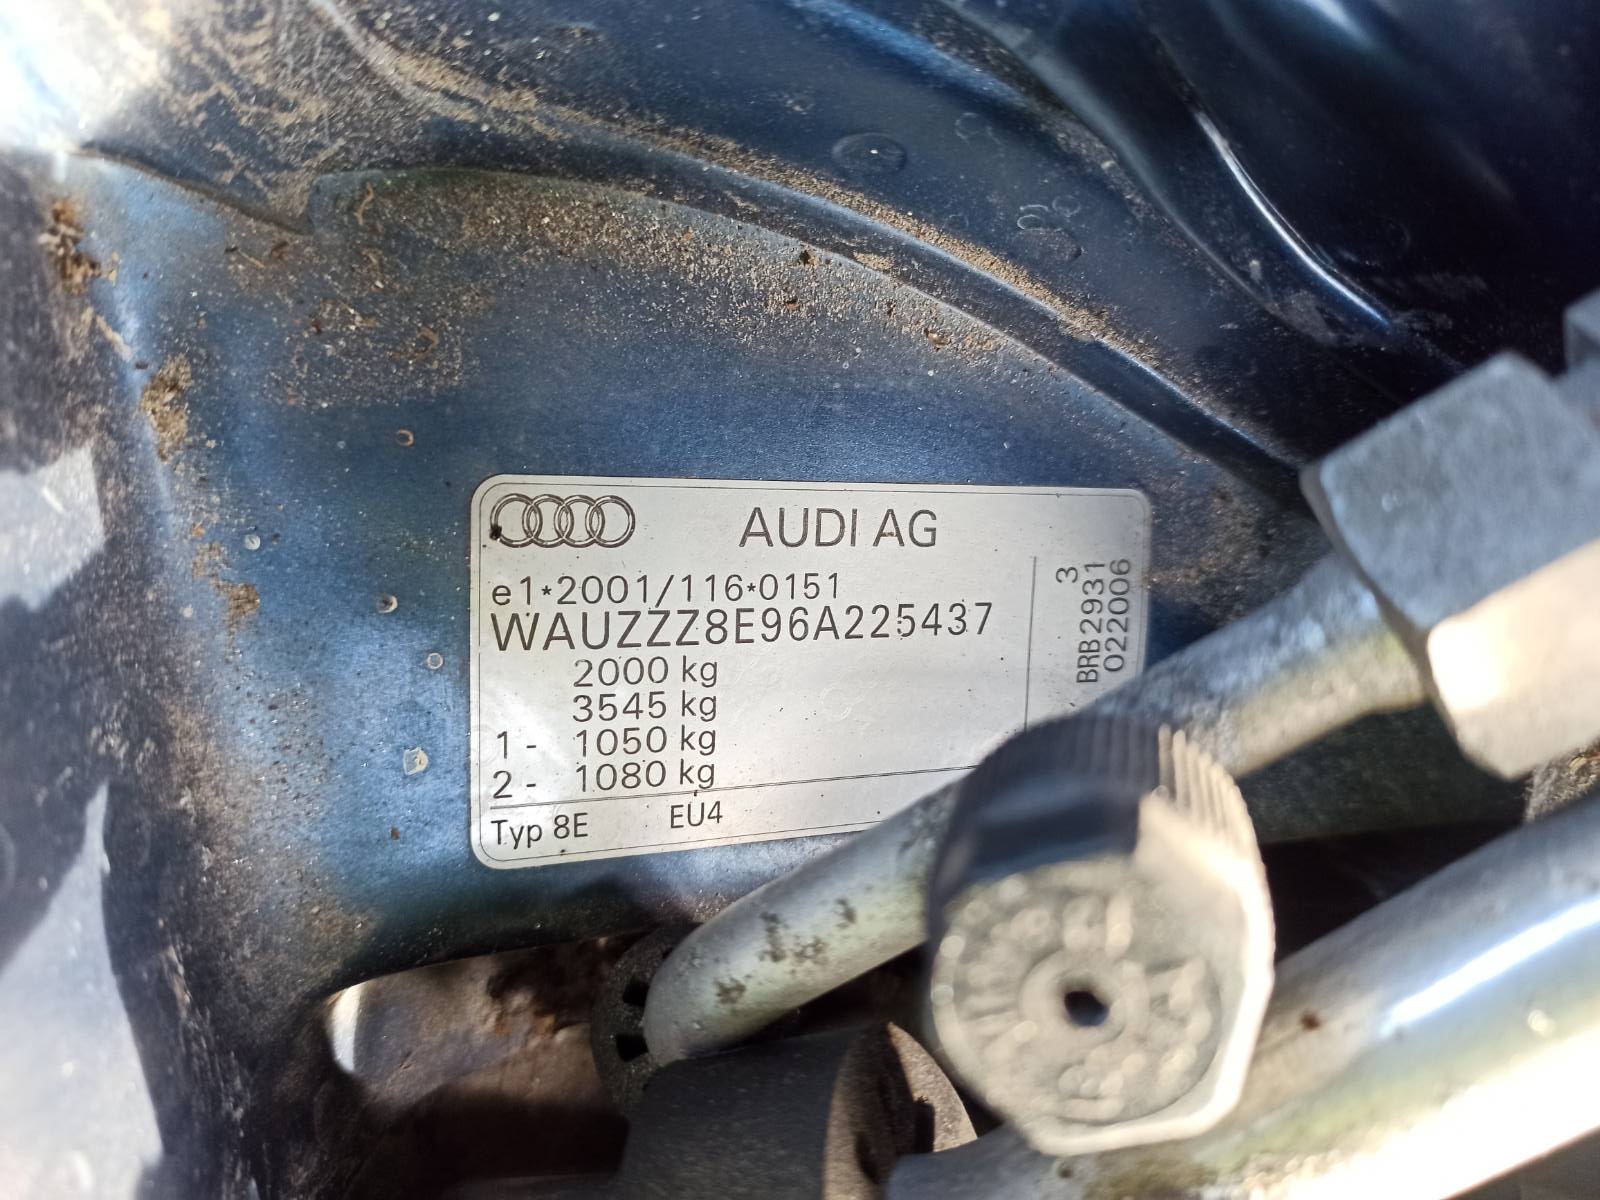 AUDI AG
e1*2001/116*0151
WAUZZZ8E96A225437
2000 kg
3545 kg
1 - 1050 kg
2 - 1080 kg
Typ 8E EU4
3
BRB2931
022006